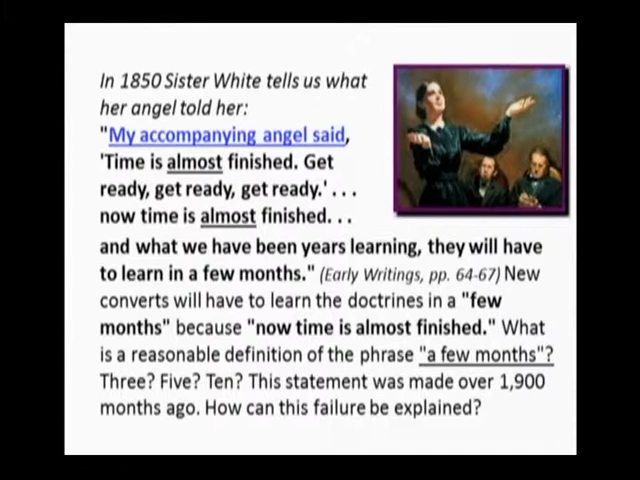 In 1850 Sister White tells us what
her angel told her:
"My accompanying angel said,
'Time is almost finished. Get
ready, get ready, get ready.' . . .
now time is almost finished. . .
and what we have been years learning, they will have
to learn in a few months." (Early Writings, pp. 64-67) New
converts will have to learn the doctrines in a "few
months" because "now time is almost finished." What
is a reasonable definition of the phrase "a few months"?
Three? Five? Ten? This statement was made over 1,900
months ago. How can this failure be explained?